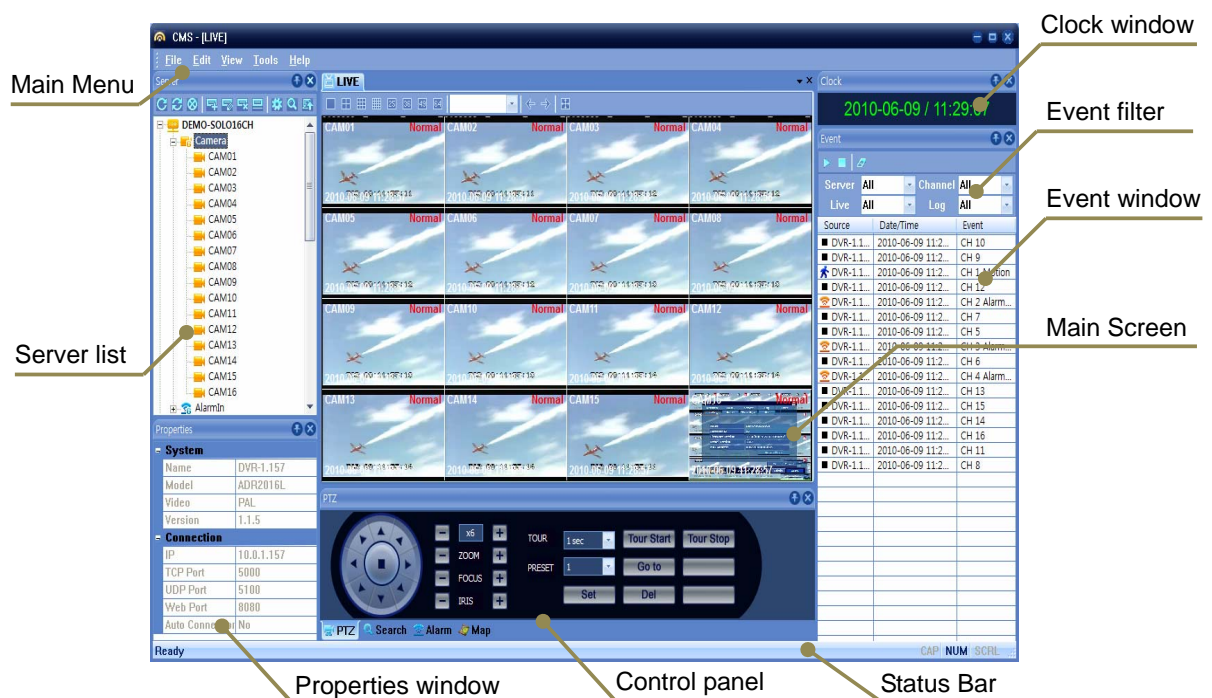 Clock window
CMS - [LIVE]
File Edit View Tools Help
Main Menu
Server
LIVE
Clock
2010-06-09 / 11:29:07
Event filter
DEMO-SOLO16CH
Camera
CAM01
CAM02
CAM03
CAM04
CAM05
CAM06
CAM07
CAM08
CAM09
CAM10
CAM11
CAM12
CAM13
CAM14
CAM15
CAM16
AlarmIn
Server list
CAM01 Normal CAM02 Normal CAM03 Normal CAM04 Normal
CAM05 Normal CAM06 Normal CAM07 Normal CAM08 Normal
CAM09 Normal CAM10 Normal CAM11 Normal CAM12 Normal
CAM13 Normal CAM14 Normal CAM15 Normal CAM16 Normal
Event
Server All Channel All
Live All Log All
Event window
Source Date/Time Event
DVR-1.1... 2010-06-09 11:2... CH 10
DVR-1.1... 2010-06-09 11:2... CH 9
DVR-1.1... 2010-06-09 11:2... CH 1 Motion
DVR-1.1... 2010-06-09 11:2... CH 12
DVR-1.1... 2010-06-09 11:2... CH 2 Alarm...
DVR-1.1... 2010-06-09 11:2... CH 7
DVR-1.1... 2010-06-09 11:2... CH 5
DVR-1.1... 2010-06-09 11:2... CH 3 Alarm...
DVR-1.1... 2010-06-09 11:2... CH 6
DVR-1.1... 2010-06-09 11:2... CH 4 Alarm...
DVR-1.1... 2010-06-09 11:2... CH 13
DVR-1.1... 2010-06-09 11:2... CH 15
DVR-1.1... 2010-06-09 11:2... CH 14
DVR-1.1... 2010-06-09 11:2... CH 16
DVR-1.1... 2010-06-09 11:2... CH 11
DVR-1.1... 2010-06-09 11:2... CH 8
Main Screen
Properties
System
Name DVR-1.157
Model ADR2016L
Video PAL
Version 1.1.5
Connection
IP 10.0.1.157
TCP Port 5000
UDP Port 5100
Web Port 8080
Auto No
PTZ
x6
ZOOM
FOCUS
IRIS
TOUR 1 sec Tour Start Tour Stop
PRESET 1 Go to
Set Del
PTZ Search Alarm Map
Ready CAP NUM SCRL
Properties window
Control panel
Status Bar